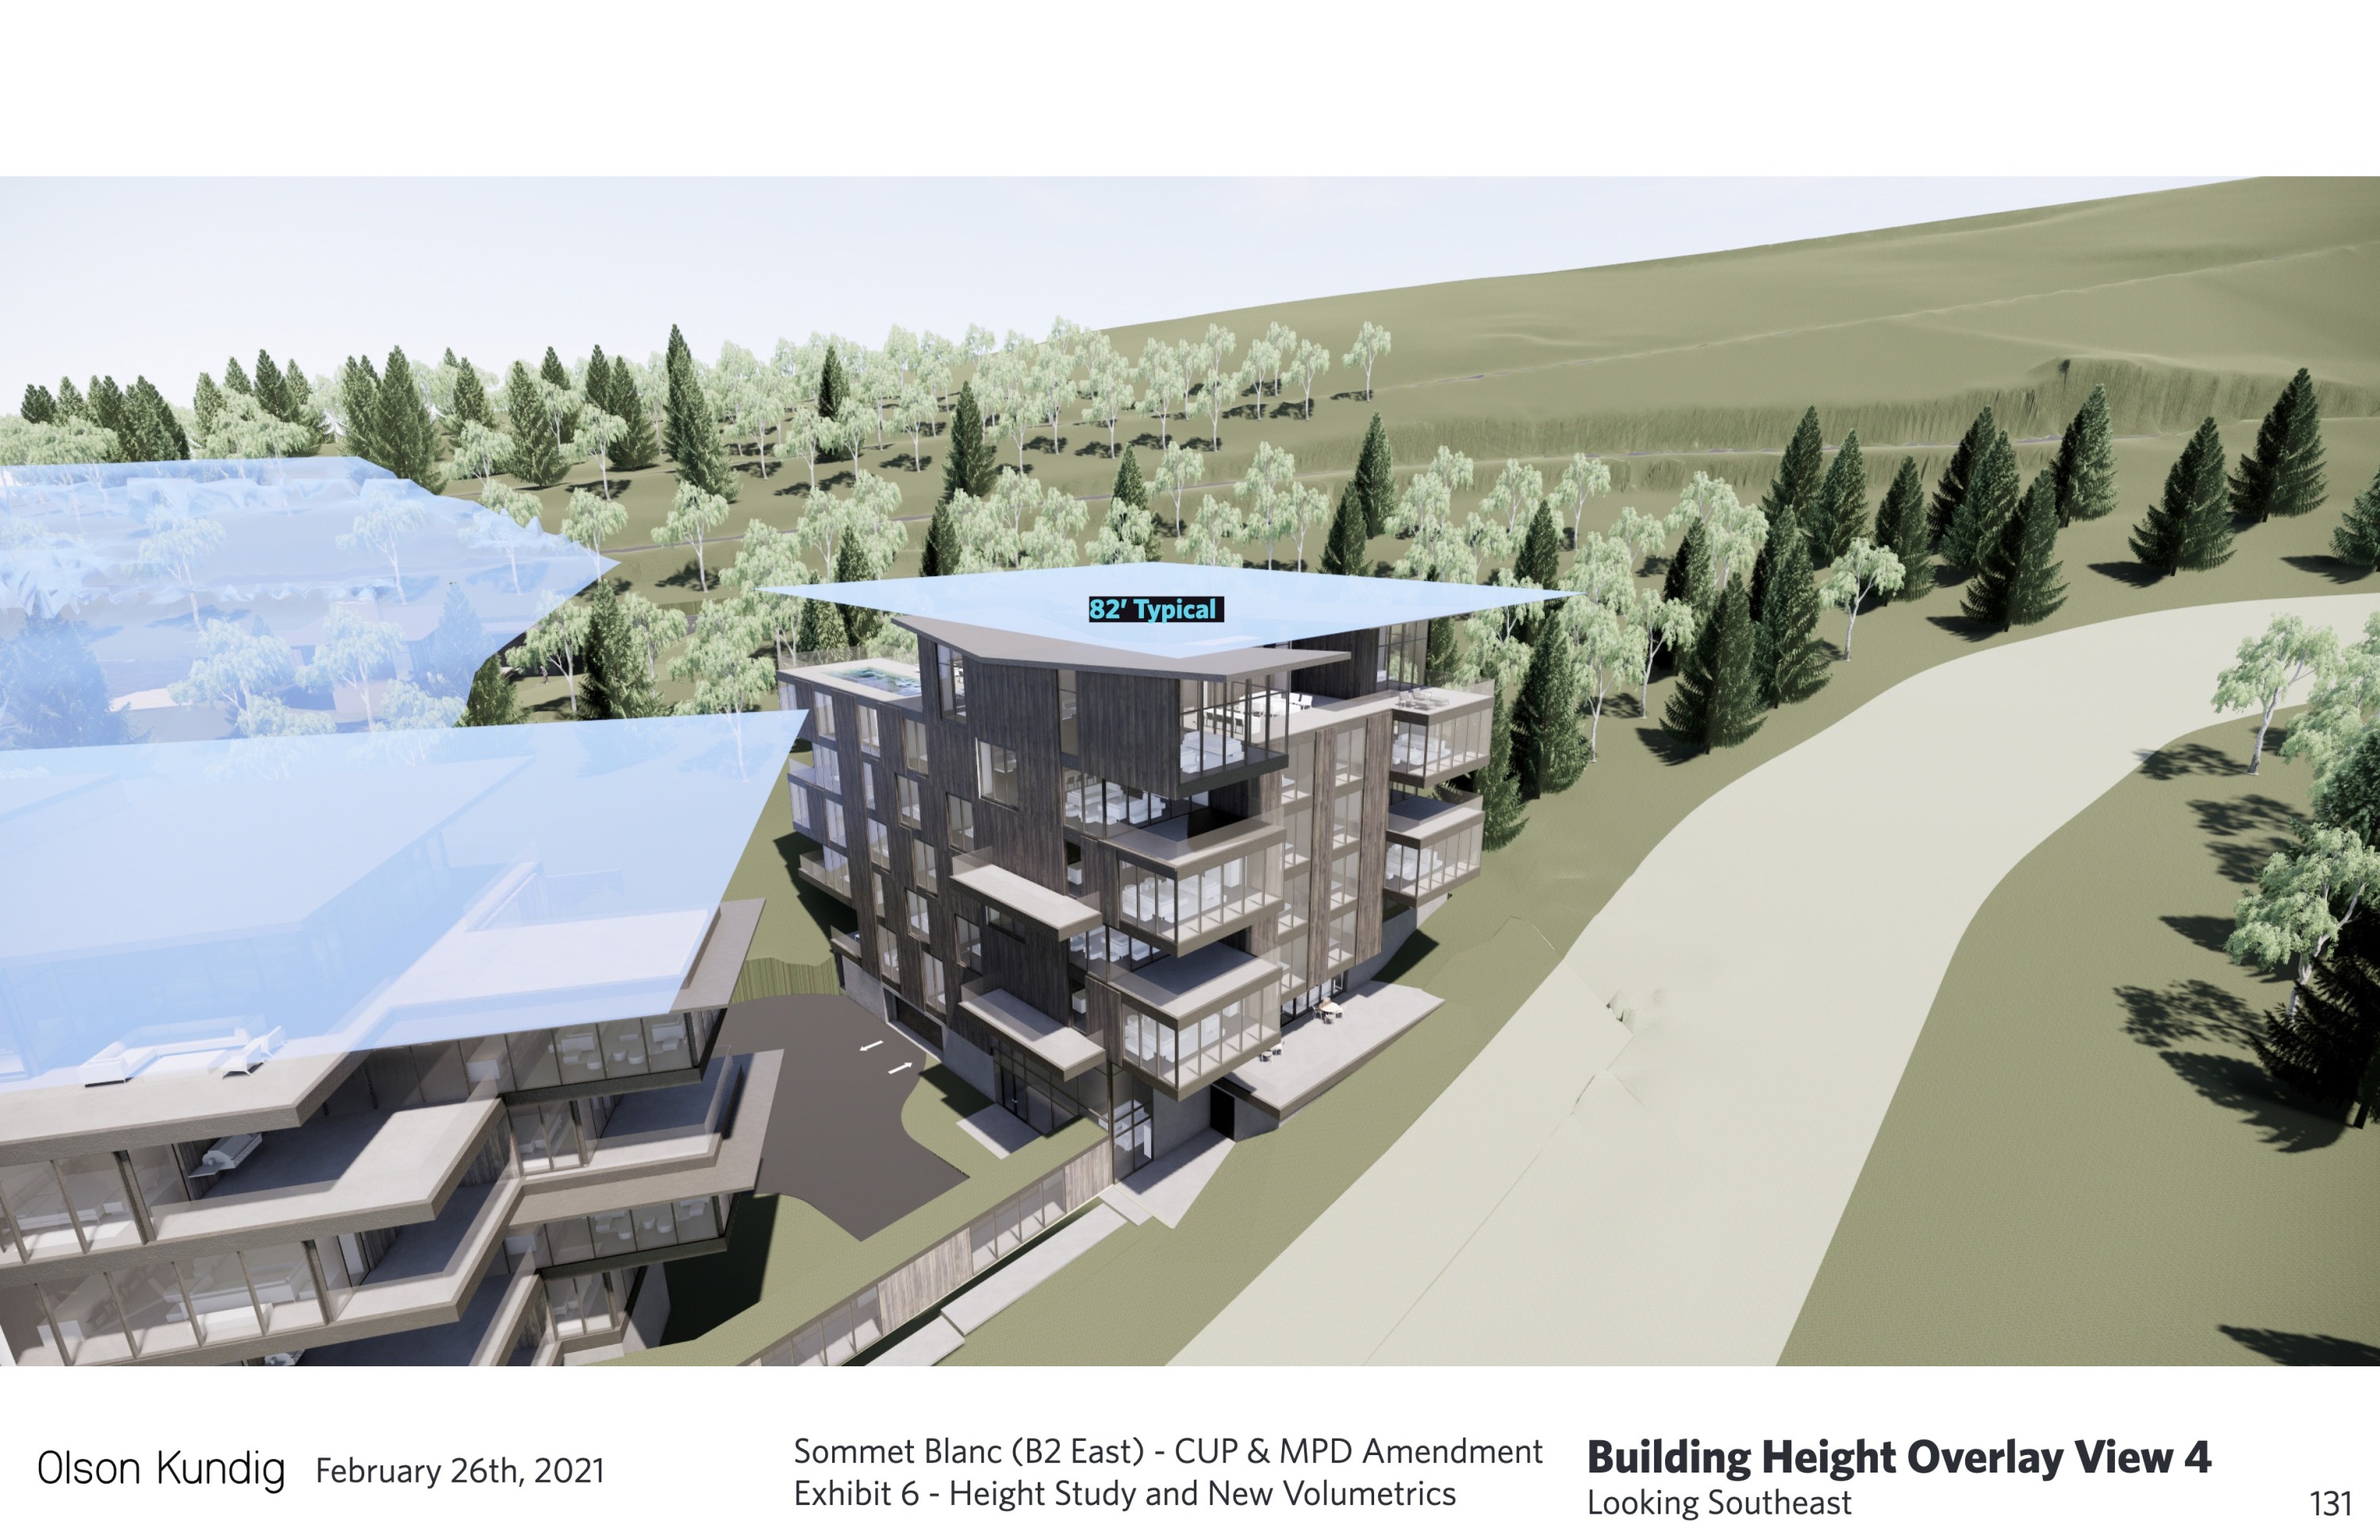 82′ Typical
Olson Kundig
February 26th, 2021
Sommet Blanc (B2 East) - CUP & MPD Amendment
Exhibit 6 - Height Study and New Volumetrics
Building Height Overlay View 4
Looking Southeast
131